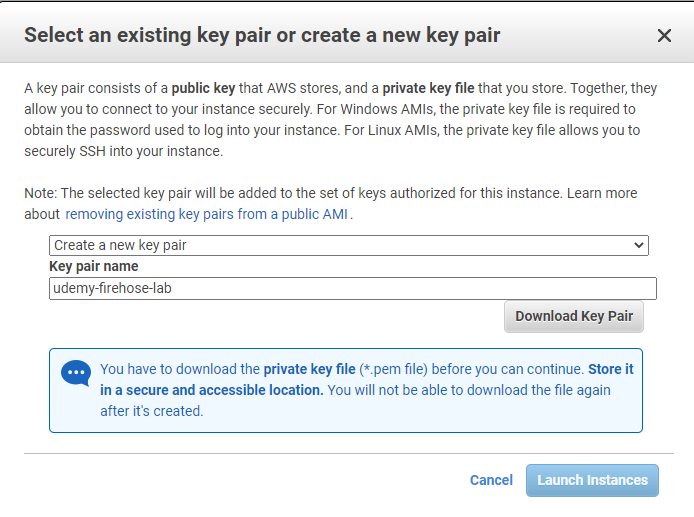 Select an existing key pair or create a new key pair
A key pair consists of a public key that AWS stores, and a private key file that you store. Together, they
allow you to connect to your instance securely. For Windows AMIs, the private key file is required to
obtain the password used to log into your instance. For Linux AMIs, the private key file allows you to
securely SSH into your instance.
Note: The selected key pair will be added to the set of keys authorized for this instance. Learn more
about removing existing key pairs from a public AMI.
Create a new key pair
Key pair name
udemy-firehose-lab
Download Key Pair
You have to download the private key file (*.pem file) before you can continue. Store it
in a secure and accessible location. You will not be able to download the file again
after it's created.
Cancel Launch Instances